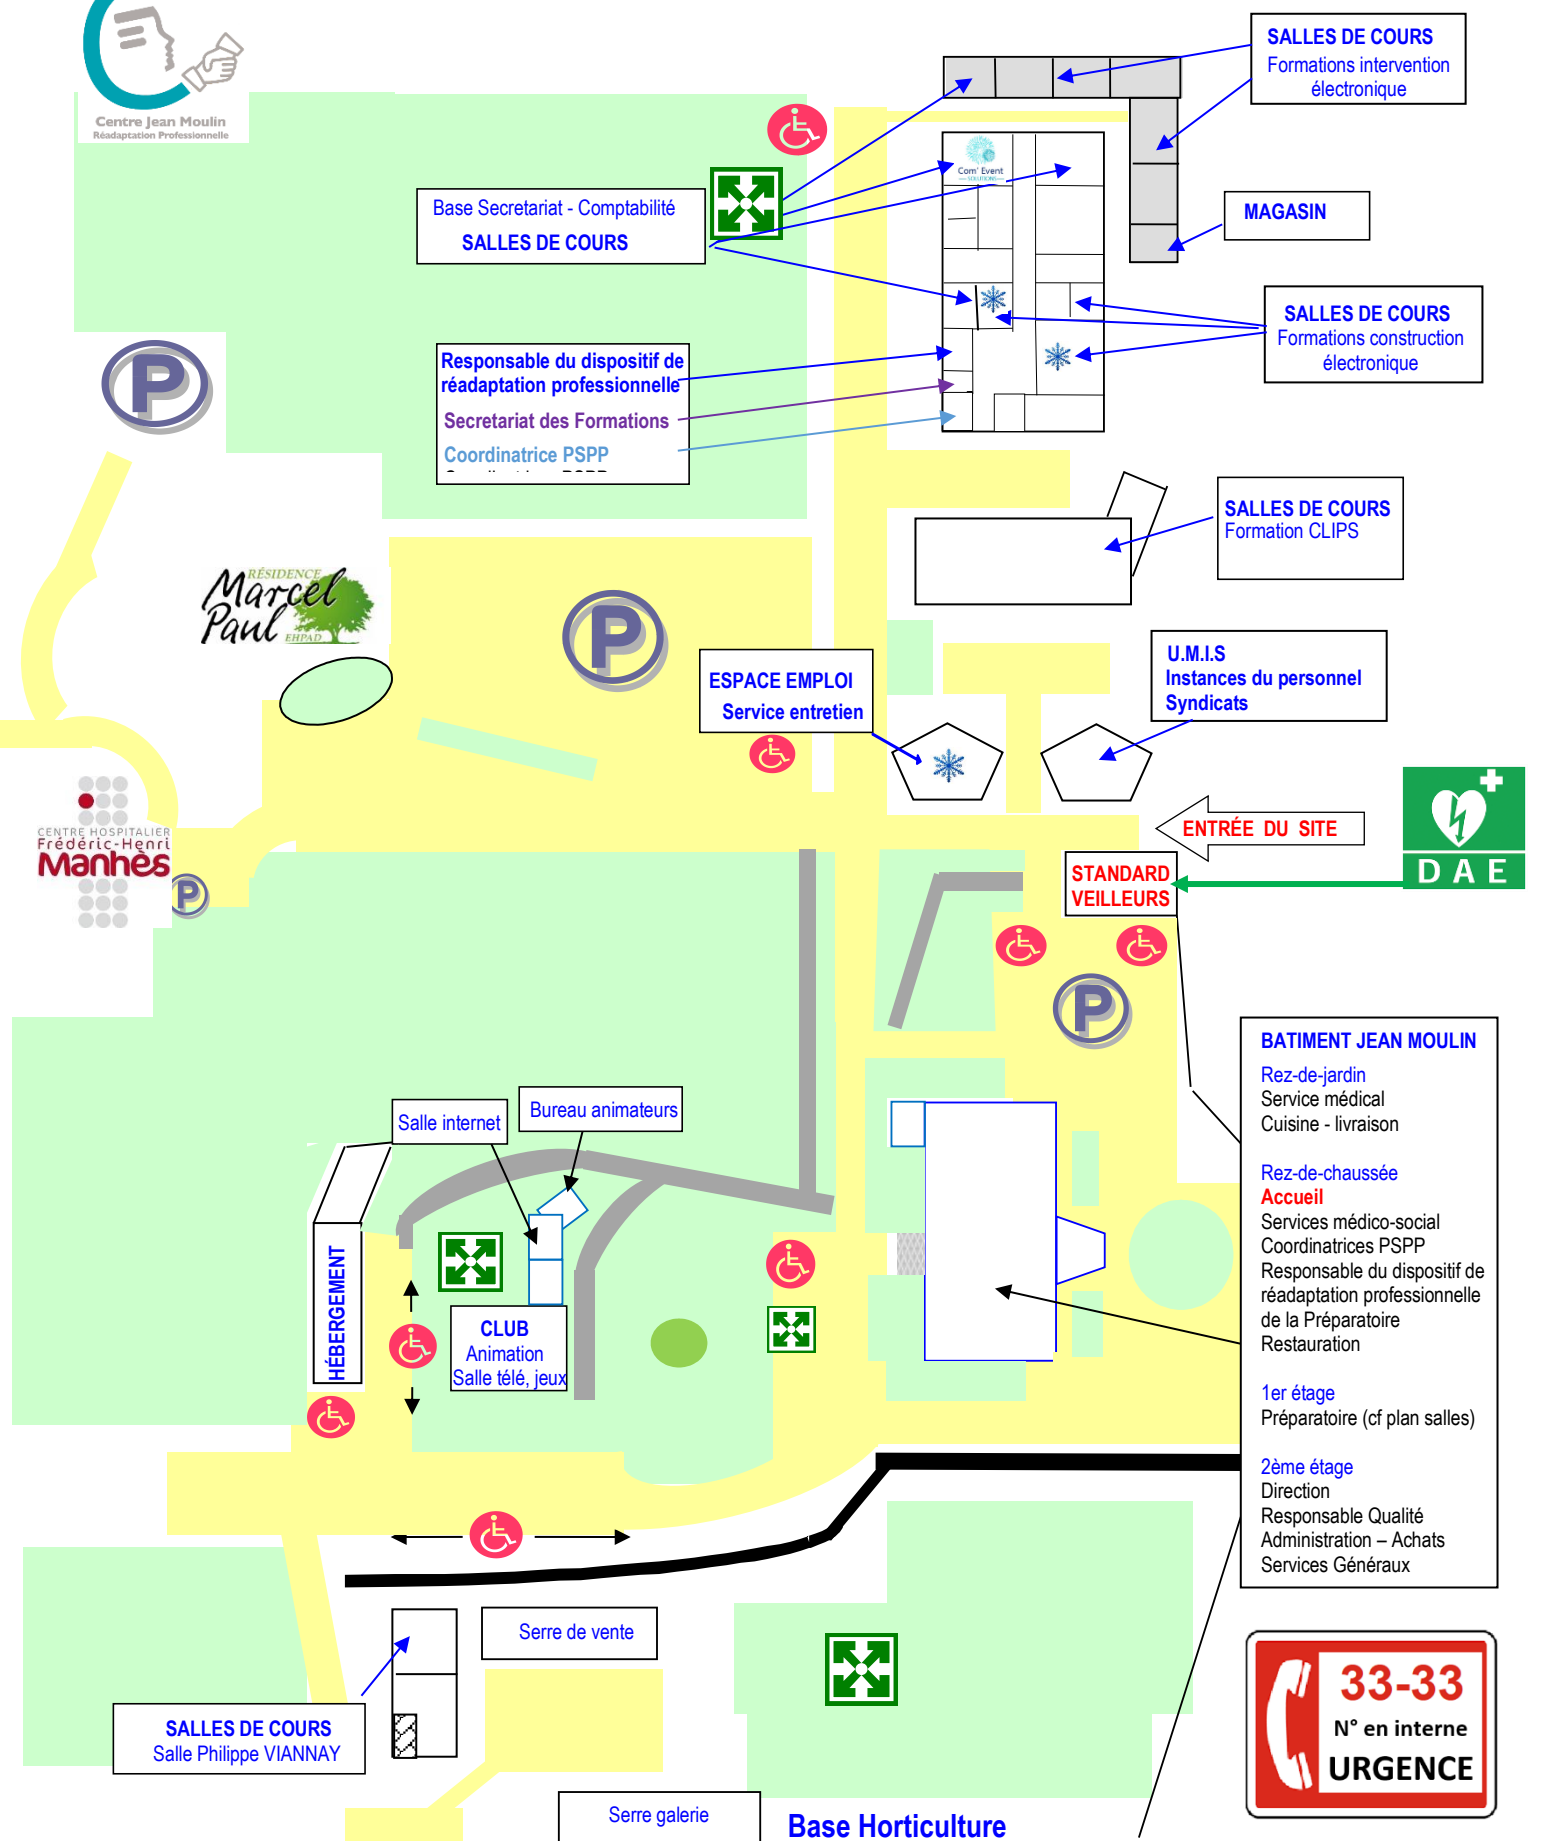 Centre Jean Moulin
Réadaptation Professionnelle
SALLES DE COURS
Formations intervention
électronique
Com' Event
SOLUTIONS
Base Secretariat - Comptabilité
SALLES DE COURS
MAGASIN
SALLES DE COURS
Formations construction
électronique
Responsable du dispositif de
réadaptation professionnelle
Secretariat des Formations
Coordinatrice PSPP
P
SALLES DE COURS
Formation CLIPS
RÉSIDENCE
Marcel
Paul
EHPAD
P
ESPACE EMPLOI
Service entretien
U.M.I.S
Instances du personnel
Syndicats
ENTRÉE DU SITE
DAE
CENTRE HOSPITALIER
Frédéric-Henri
Manhès
P
STANDARD
VEILLEURS
P
BATIMENT JEAN MOULIN
Rez-de-jardin
Service médical
Cuisine - livraison
Rez-de-chaussée
Accueil
Services médico-social
Coordinatrices PSPP
Responsable du dispositif de
réadaptation professionnelle
de la Préparatoire
Restauration
1er étage
Préparatoire (cf plan salles)
2ème étage
Direction
Responsable Qualité
Administration – Achats
Services Généraux
Salle internet
Bureau animateurs
HÉBERGEMENT
CLUB
Animation
Salle télé, jeux
Serre de vente
SALLES DE COURS
Salle Philippe VIANNAY
33-33
N° en interne
URGENCE
Serre galerie
Base Horticulture